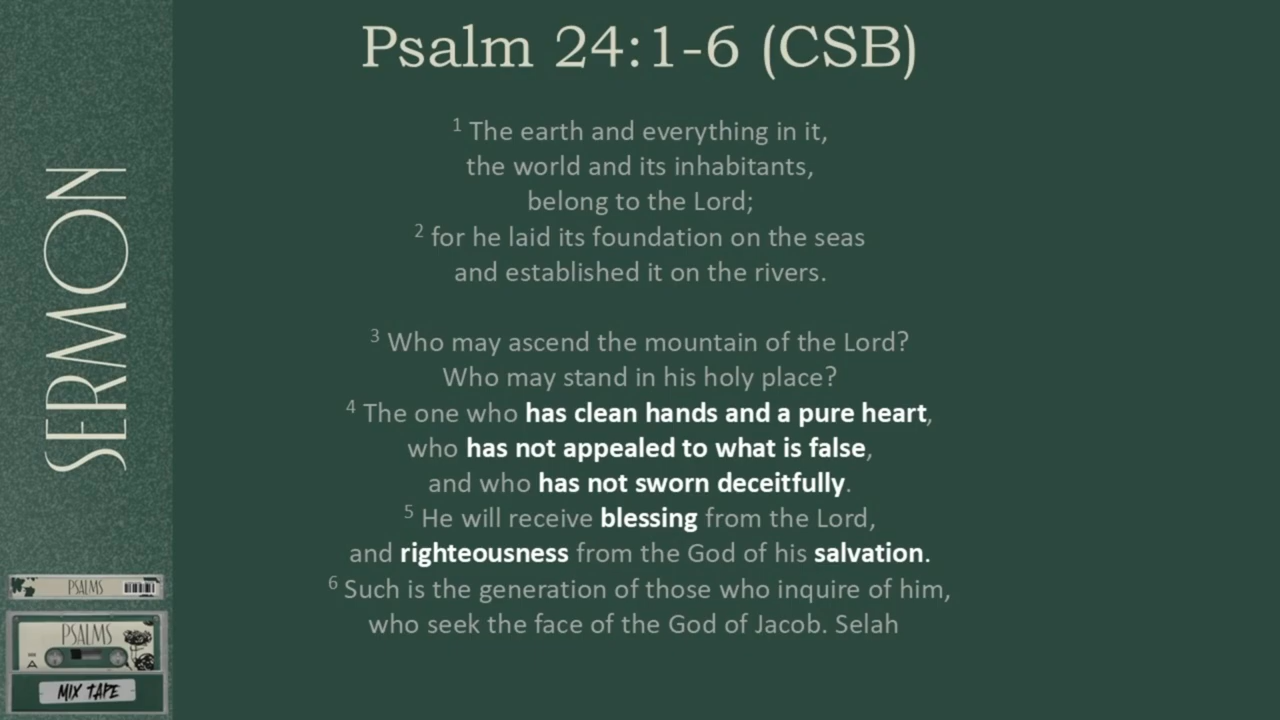 Psalm 24:1-6 (CSB)
1 The earth and everything in it,
the world and its inhabitants,
belong to the Lord;
2 for he laid its foundation on the seas
and established it on the rivers.
3 Who may ascend the mountain of the Lord?
Who may stand in his holy place?
4 The one who has clean hands and a pure heart,
who has not appealed to what is false,
and who has not sworn deceitfully.
5 He will receive blessing from the Lord,
and righteousness from the God of his salvation.
6 Such is the generation of those who inquire of him,
who seek the face of the God of Jacob. Selah
SERMON
PSALMS
PSALMS
A
MIX TAPE